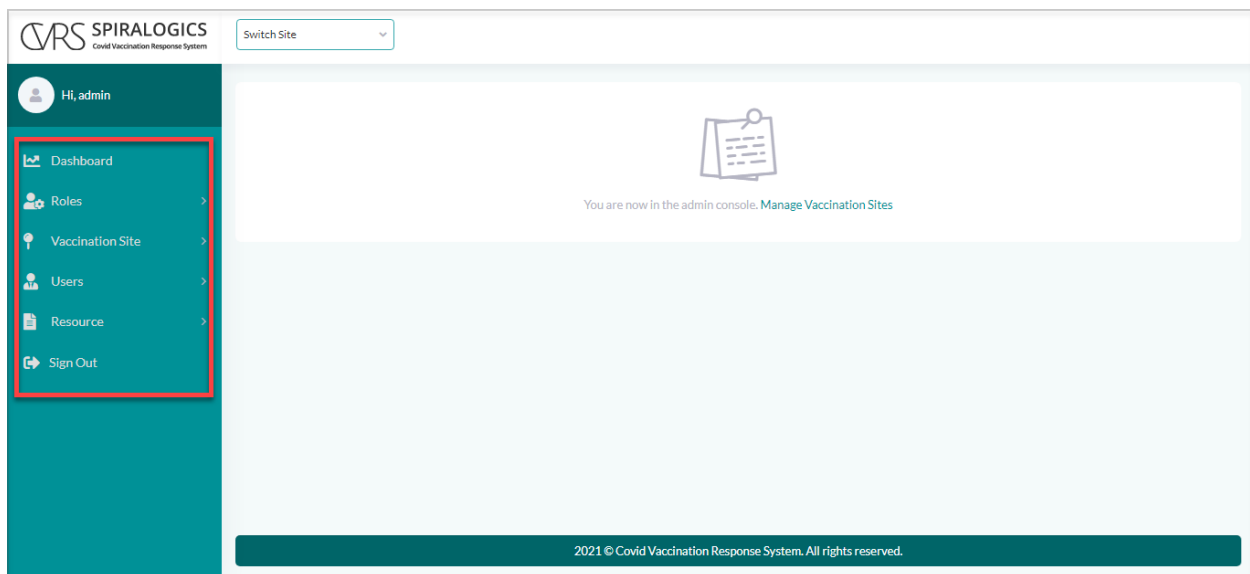 CVRS SPIRALOGICS
Covid Vaccination Response System
Switch Site
Hi, admin
Dashboard
Roles
Vaccination Site
Users
Resource
Sign Out
You are now in the admin console. Manage Vaccination Sites
2021 © Covid Vaccination Response System. All rights reserved.